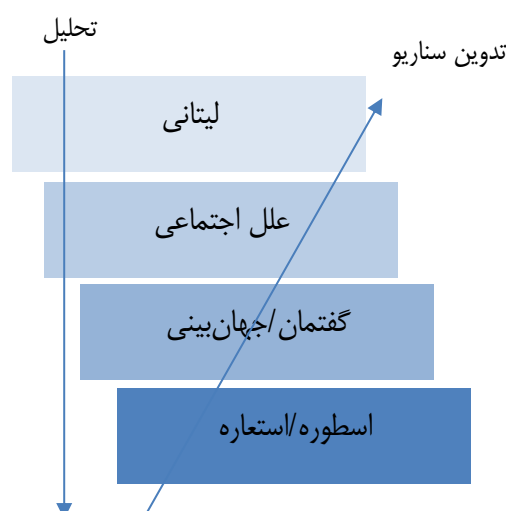 تحلیل
تدوین سناریو
لیتانی
علل اجتماعی
گفتمان/جهان‌بینی
اسطوره/استعاره